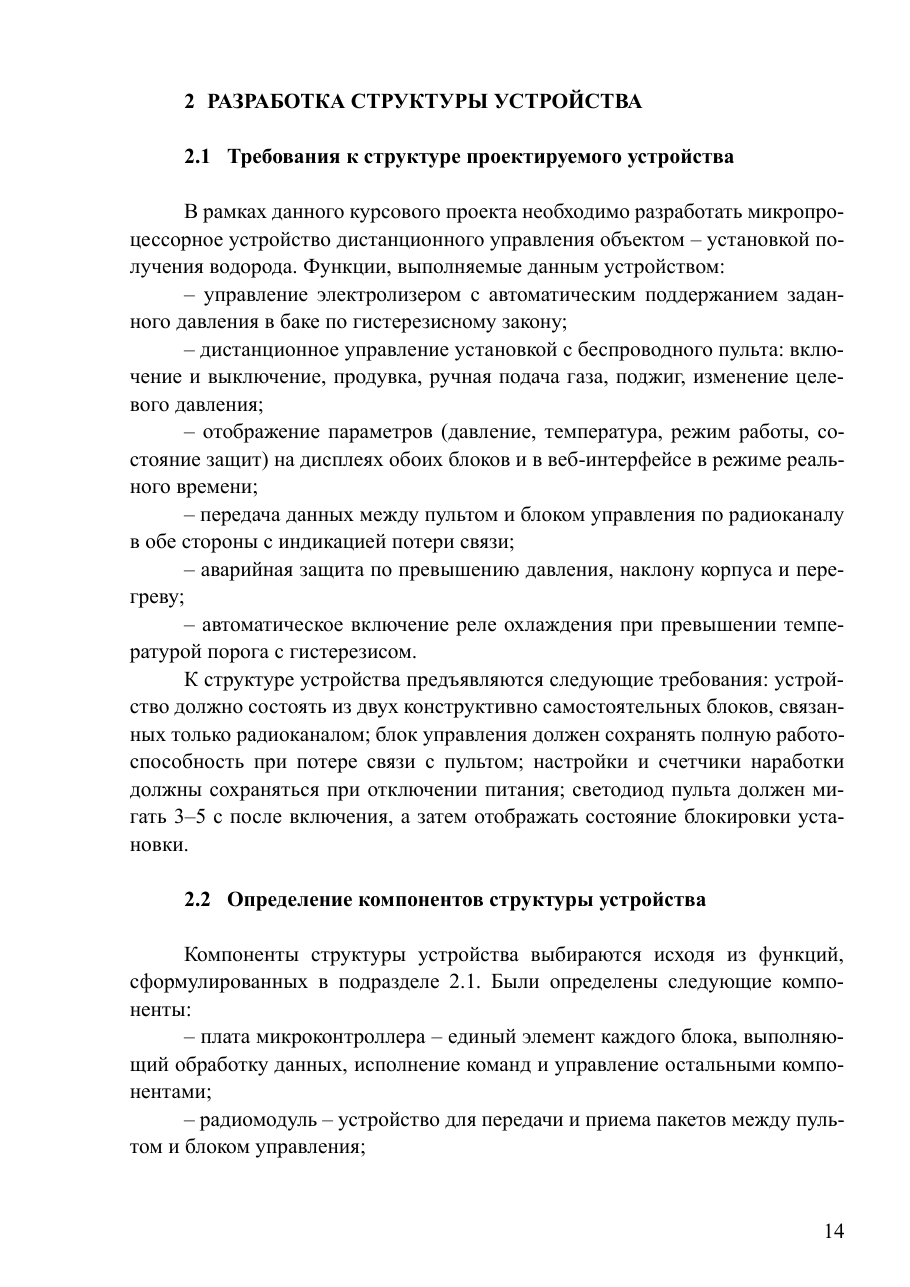 2 РАЗРАБОТКА СТРУКТУРЫ УСТРОЙСТВА
2.1 Требования к структуре проектируемого устройства
В рамках данного курсового проекта необходимо разработать микропро-
цессорное устройство дистанционного управления объектом – установкой по-
лучения водорода. Функции, выполняемые данным устройством:
– управление электролизером с автоматическим поддержанием задан-
ного давления в баке по гистерезисному закону;
– дистанционное управление установкой с беспроводного пульта: вклю-
чение и выключение, продувка, ручная подача газа, поджиг, изменение целе-
вого давления;
– отображение параметров (давление, температура, режим работы, со-
стояние защит) на дисплеях обоих блоков и в веб-интерфейсе в режиме реаль-
ного времени;
– передача данных между пультом и блоком управления по радиоканалу
в обе стороны с индикацией потери связи;
– аварийная защита по превышению давления, наклону корпуса и пере-
греву;
– автоматическое включение реле охлаждения при превышении темпе-
ратурой порога с гистерезисом.
К структуре устройства предъявляются следующие требования: устрой-
ство должно состоять из двух конструктивно самостоятельных блоков, связан-
ных только радиоканалом; блок управления должен сохранять полную работо-
способность при потере связи с пультом; настройки и счетчики наработки
должны сохраняться при отключении питания; светодиод пульта должен ми-
гать 3–5 с после включения, а затем отображать состояние блокировки уста-
новки.
2.2 Определение компонентов структуры устройства
Компоненты структуры устройства выбираются исходя из функций,
сформулированных в подразделе 2.1. Были определены следующие компо-
ненты:
– плата микроконтроллера – единый элемент каждого блока, выполняю-
щий обработку данных, исполнение команд и управление остальными компо-
нентами;
– радиомодуль – устройство для передачи и приема пакетов между пуль-
том и блоком управления;
14